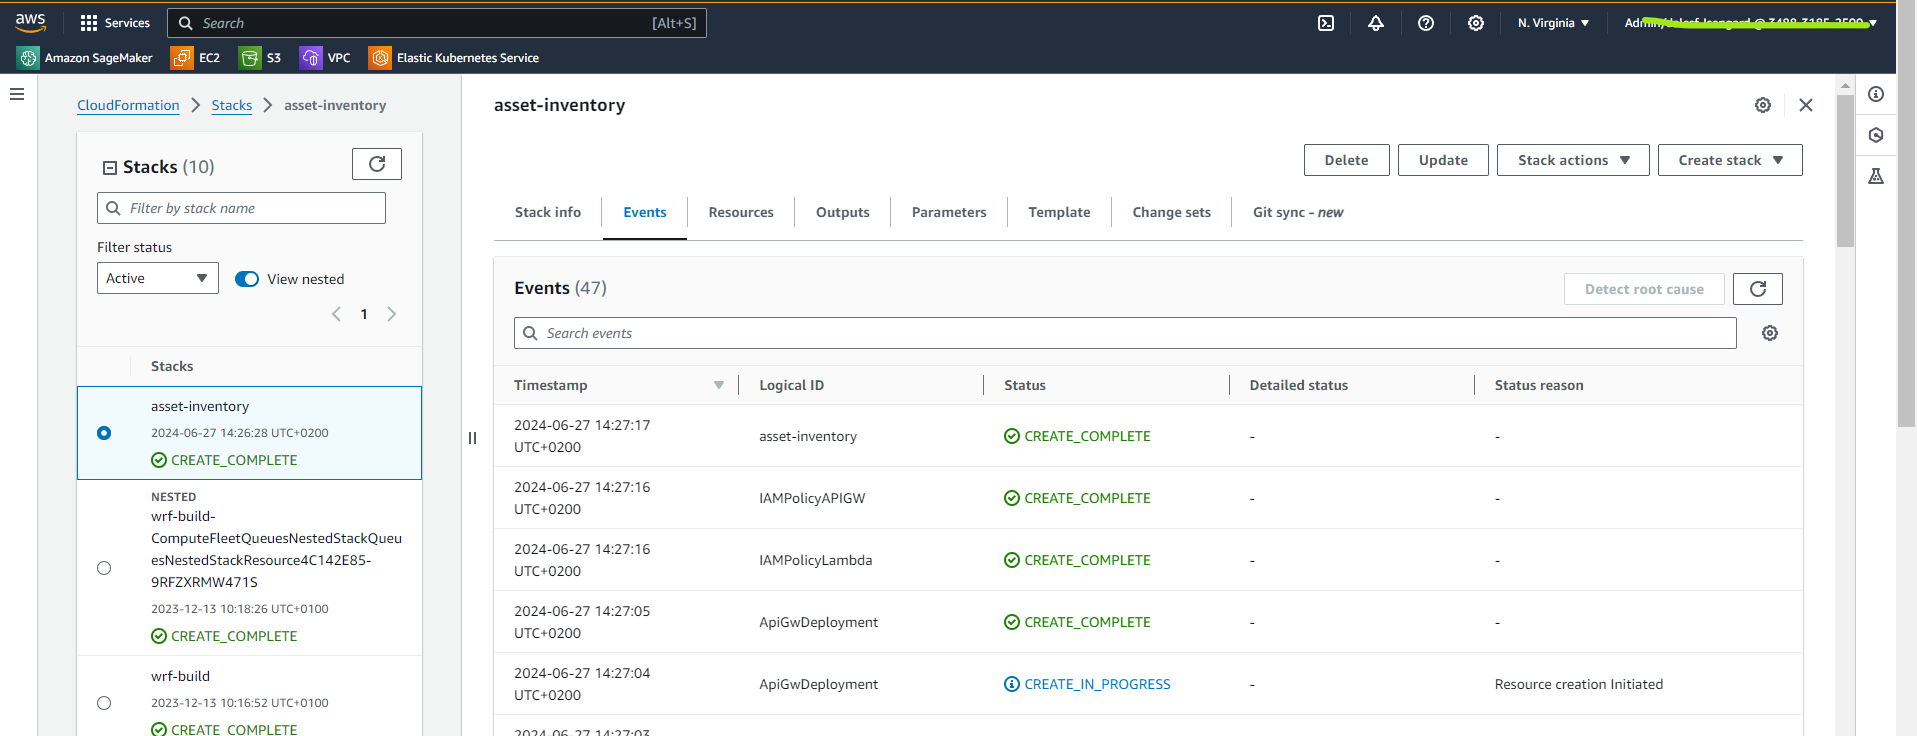 aws
Services
Search
[Alt+S]
N. Virginia
Amazon SageMaker
EC2
S3
VPC
Elastic Kubernetes Service
CloudFormation
Stacks
asset-inventory
Stacks (10)
Filter by stack name
Filter status
Active
View nested
1
Stacks
asset-inventory
2024-06-27 14:26:28 UTC+0200
CREATE_COMPLETE
NESTED
wrf-build-
ComputeFleetQueuesNestedStackQueu
esNestedStackResource4C142E85-
9RFZXRMW471S
2023-12-13 10:18:26 UTC+0100
CREATE_COMPLETE
wrf-build
2023-12-13 10:16:52 UTC+0100
CREATE_COMPLETE
asset-inventory
Delete
Update
Stack actions
Create stack
Stack info
Events
Resources
Outputs
Parameters
Template
Change sets
Git sync - new
Events (47)
Detect root cause
Search events
Timestamp
Logical ID
Status
Detailed status
Status reason
2024-06-27 14:27:17
UTC+0200
asset-inventory
CREATE_COMPLETE
-
-
2024-06-27 14:27:16
UTC+0200
IAMPolicyAPIGW
CREATE_COMPLETE
-
-
2024-06-27 14:27:16
UTC+0200
IAMPolicyLambda
CREATE_COMPLETE
-
-
2024-06-27 14:27:05
UTC+0200
ApiGwDeployment
CREATE_COMPLETE
-
-
2024-06-27 14:27:04
UTC+0200
ApiGwDeployment
CREATE_IN_PROGRESS
-
Resource creation Initiated
2024-06-27 14:27:03